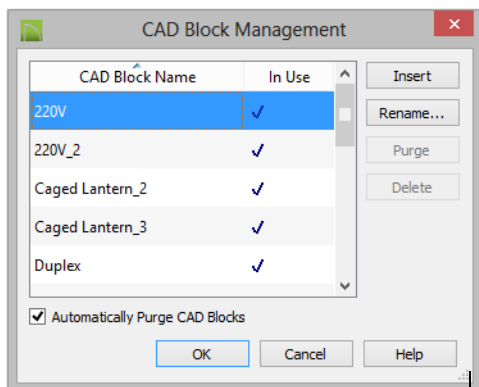 CAD Block Management
CAD Block Name In Use
Insert
220V
Rename...
220V_2
Purge
Caged Lantern_2
Delete
Caged Lantern_3
Duplex
Automatically Purge CAD Blocks
OK Cancel Help